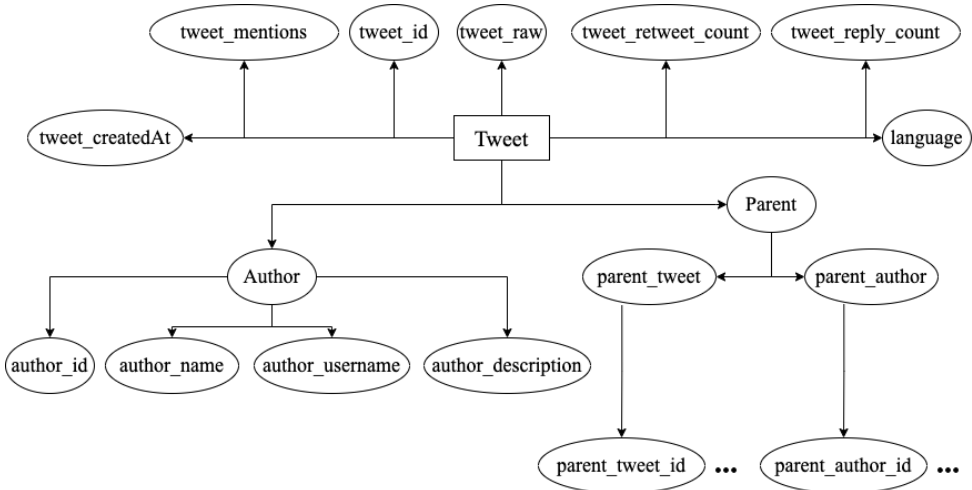 tweet_mentions
tweet_id
tweet_raw
tweet_retweet_count
tweet_reply_count
tweet_createdAt
Tweet
language
Parent
Author
parent_tweet
parent_author
author_id
author_name
author_username
author_description
parent_tweet_id ...
parent_author_id ...